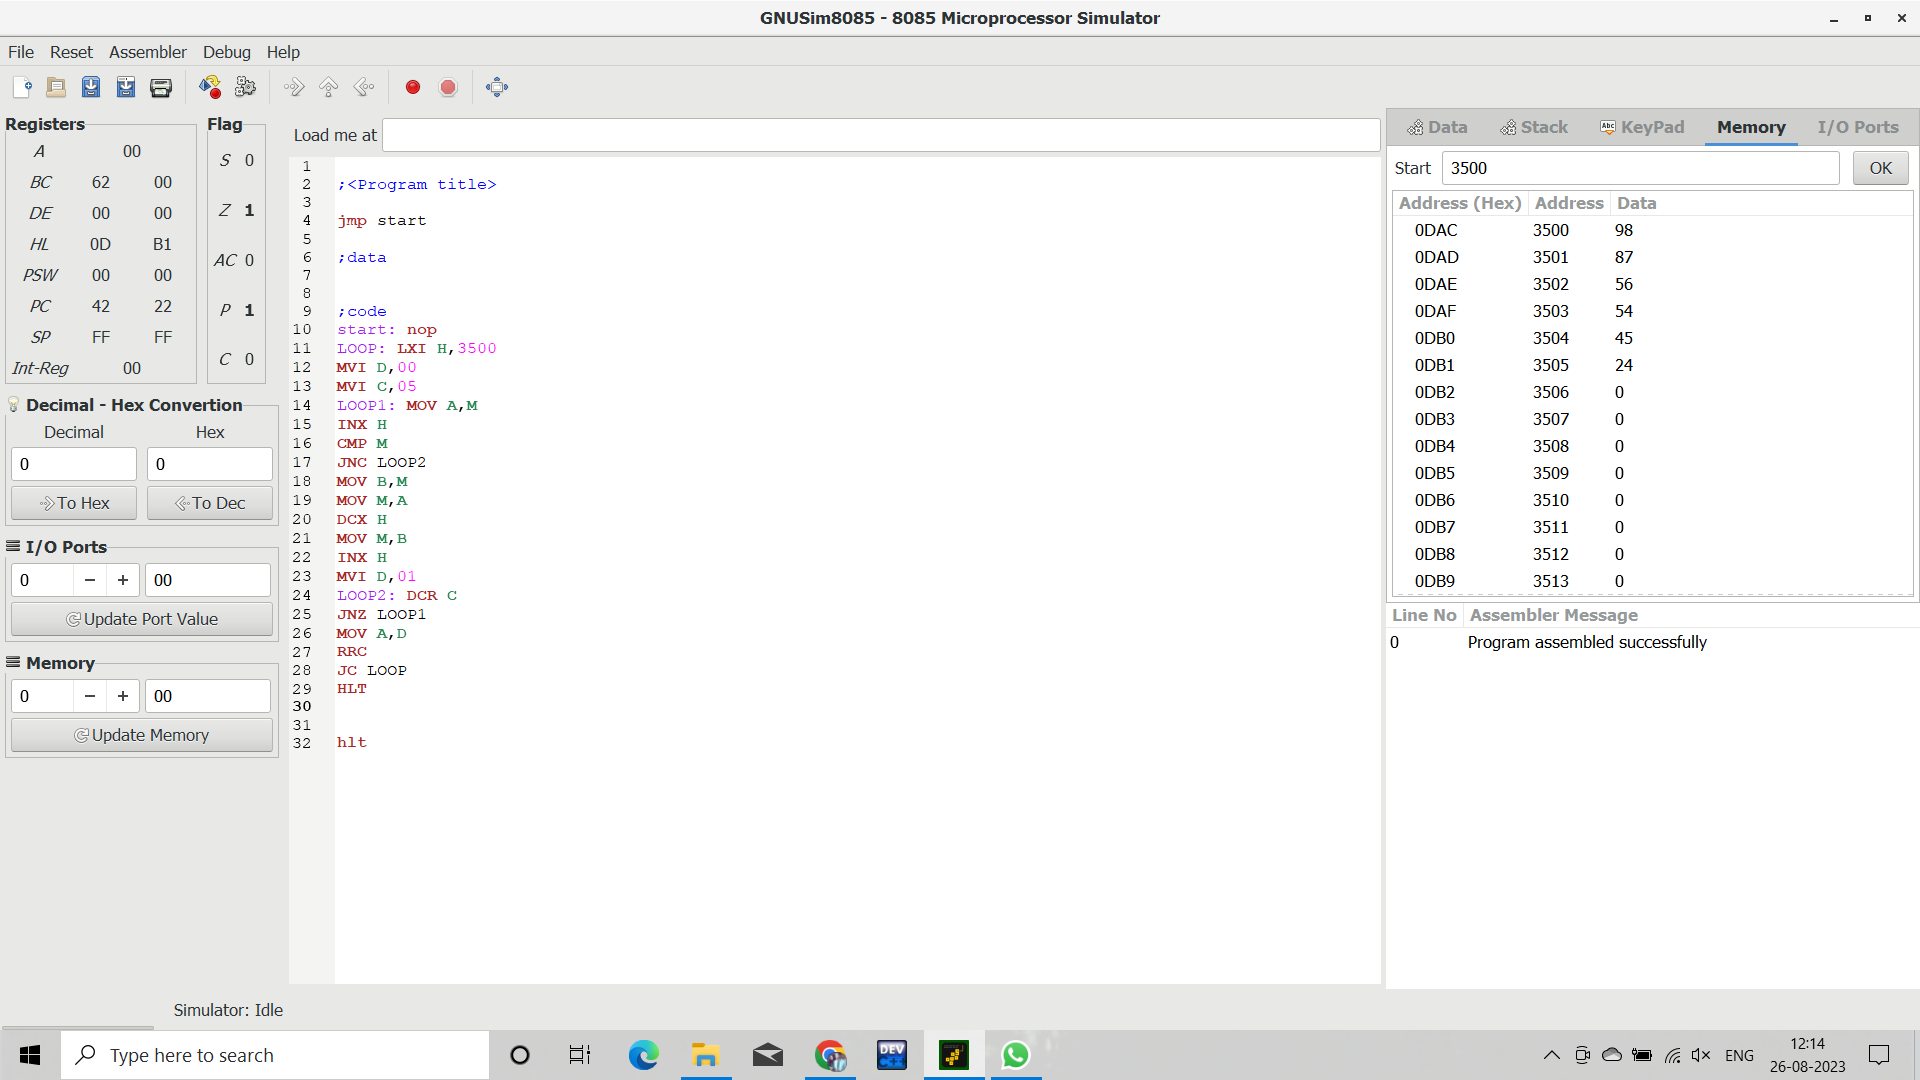 GNUSim8085 - 8085 Microprocessor Simulator
File Reset Assembler Debug Help
Registers
A 00
BC 62 00
DE 00 00
HL 0D B1
PSW 00 00
PC 42 22
SP FF FF
Int-Reg 00
Flag
S 0
Z 1
AC 0
P 1
C 0
Decimal - Hex Convertion
Decimal Hex
0 0
To Hex To Dec
I/O Ports
0 − + 00
Update Port Value
Memory
0 − + 00
Update Memory
Load me at
1
2 ;<Program title>
3
4 jmp start
5
6 ;data
7
8
9 ;code
10 start: nop
11 LOOP: LXI H,3500
12 MVI D,00
13 MVI C,05
14 LOOP1: MOV A,M
15 INX H
16 CMP M
17 JNC LOOP2
18 MOV B,M
19 MOV M,A
20 DCX H
21 MOV M,B
22 INX H
23 MVI D,01
24 LOOP2: DCR C
25 JNZ LOOP1
26 MOV A,D
27 RRC
28 JC LOOP
29 HLT
30
31
32 hlt
Data Stack Abc KeyPad Memory I/O Ports
Start 3500 OK
Address (Hex) Address Data
0DAC 3500 98
0DAD 3501 87
0DAE 3502 56
0DAF 3503 54
0DB0 3504 45
0DB1 3505 24
0DB2 3506 0
0DB3 3507 0
0DB4 3508 0
0DB5 3509 0
0DB6 3510 0
0DB7 3511 0
0DB8 3512 0
0DB9 3513 0
Line No Assembler Message
0 Program assembled successfully
Simulator: Idle
Type here to search
DEV
C++
ENG
12:14
26-08-2023